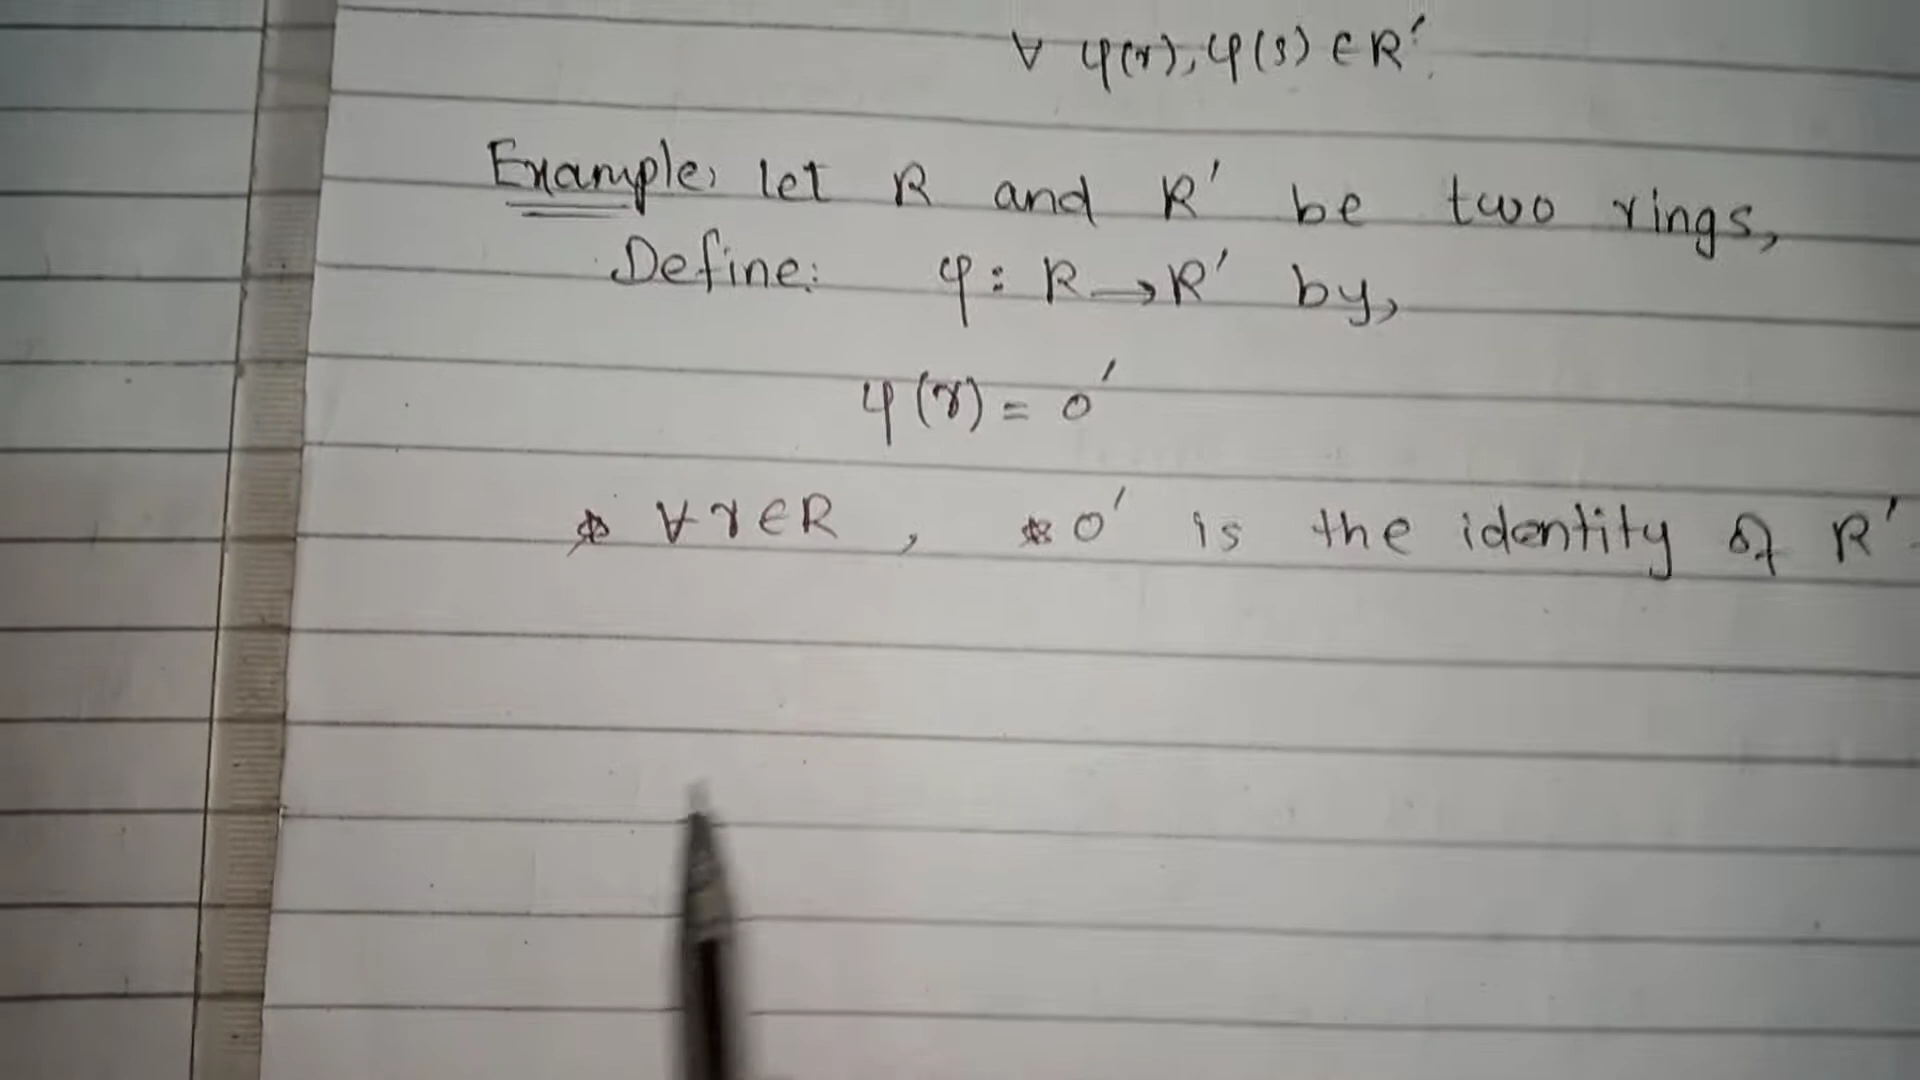 ∀ φ(r), φ(s) ∈ R'.
Example, let R and R' be two rings,
Define: φ: R → R' by,
φ(r) = 0'
∀ r ∈ R , 0' is the identity of R'.